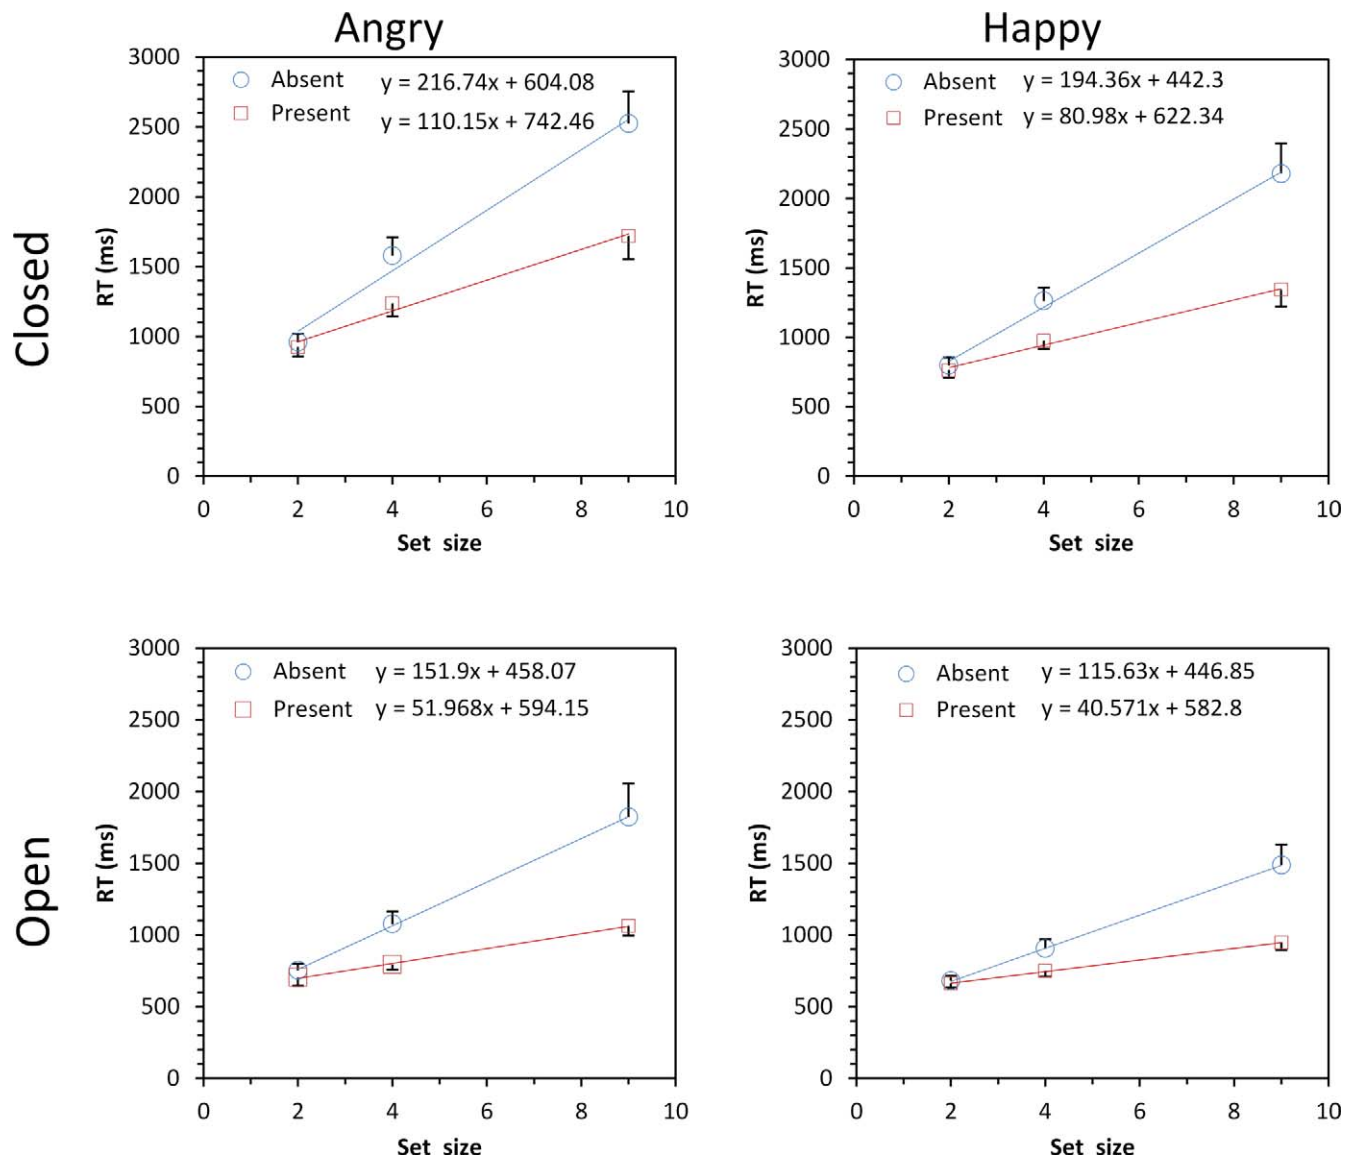 Angry
Happy
Closed
Open
3000
2500
2000
1500
1000
500
0
RT (ms)
Absent y = 216.74x + 604.08
Present y = 110.15x + 742.46
0 2 4 6 8 10
Set size
3000
2500
2000
1500
1000
500
0
RT (ms)
Absent y = 194.36x + 442.3
Present y = 80.98x + 622.34
0 2 4 6 8 10
Set size
3000
2500
2000
1500
1000
500
0
RT (ms)
Absent y = 151.9x + 458.07
Present y = 51.968x + 594.15
0 2 4 6 8 10
Set size
3000
2500
2000
1500
1000
500
0
RT (ms)
Absent y = 115.63x + 446.85
Present y = 40.571x + 582.8
0 2 4 6 8 10
Set size